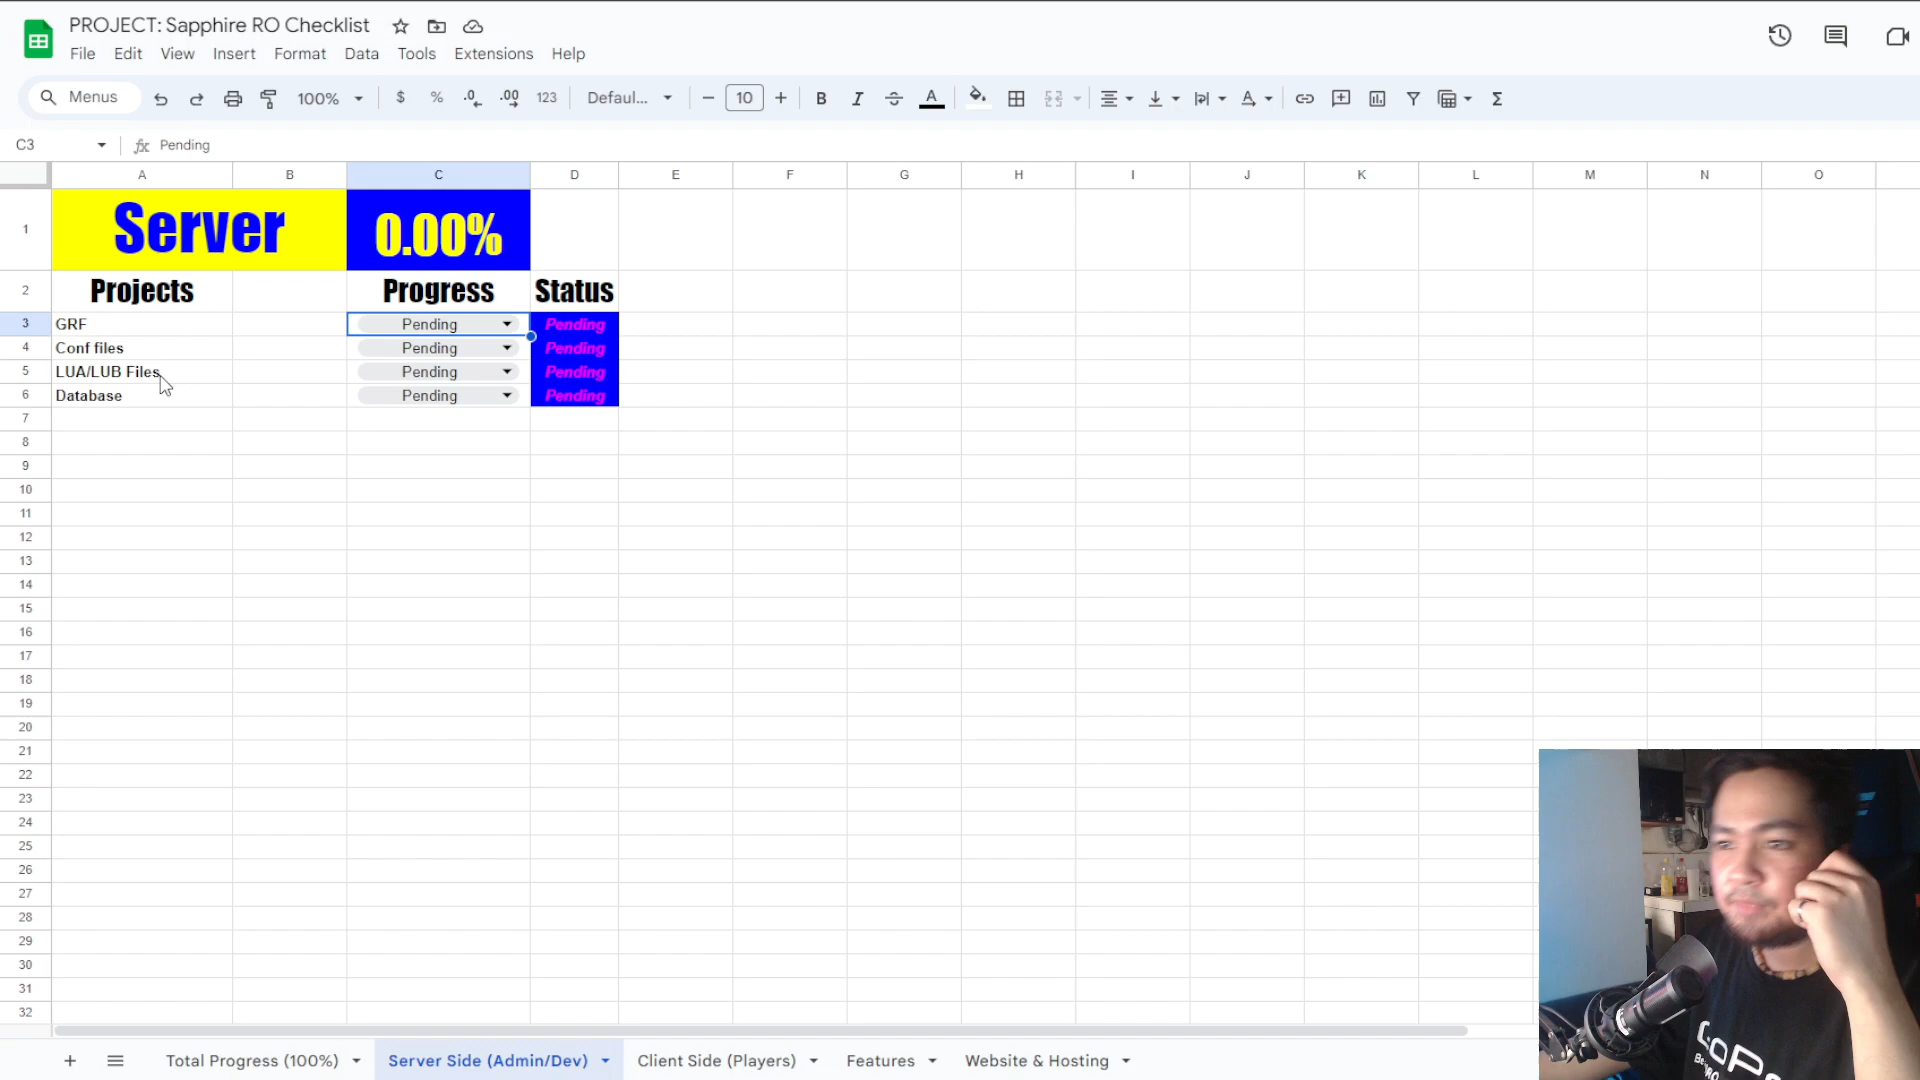 PROJECT: Sapphire RO Checklist
File Edit View Insert Format Data Tools Extensions Help
Menus 100% $ % .0 .00 123 Defaul... 10 B I A Σ
C3 fx Pending
A B C D E F G H I J K L M N O
1 Server 0.00%
2 Projects Progress Status
3 GRF Pending Pending
4 Conf files Pending Pending
5 LUA/LUB Files Pending Pending
6 Database Pending Pending
7
8
9
10
11
12
13
14
15
16
17
18
19
20
21
22
23
24
25
26
27
28
29
30
31
32
Total Progress (100%) Server Side (Admin/Dev) Client Side (Players) Features Website & Hosting